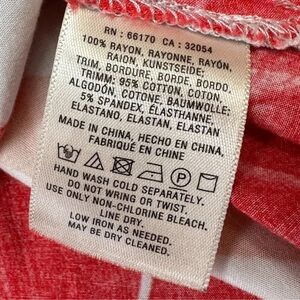 RN : 66170 CA : 32054
100% RAYON, RAYONNE, RAYÓN,
RAION, KUNSTSEIDE;
TRIM, BORDURE, BORDE, BORDO,
TRIMM: 95% COTTON, COTON,
ALGODÓN, COTONE, BAUMWOLLE;
5% SPANDEX, ÉLASTHANNE,
ELASTANO, ELASTAN, ELASTAN
MADE IN CHINA, HECHO EN CHINA,
FABRIQUÉ EN CHINE
P
HAND WASH COLD SEPARATELY.
DO NOT WRING OR TWIST.
USE ONLY NON-CHLORINE BLEACH.
LINE DRY.
LOW IRON AS NEEDED.
MAY BE DRY CLEANED.